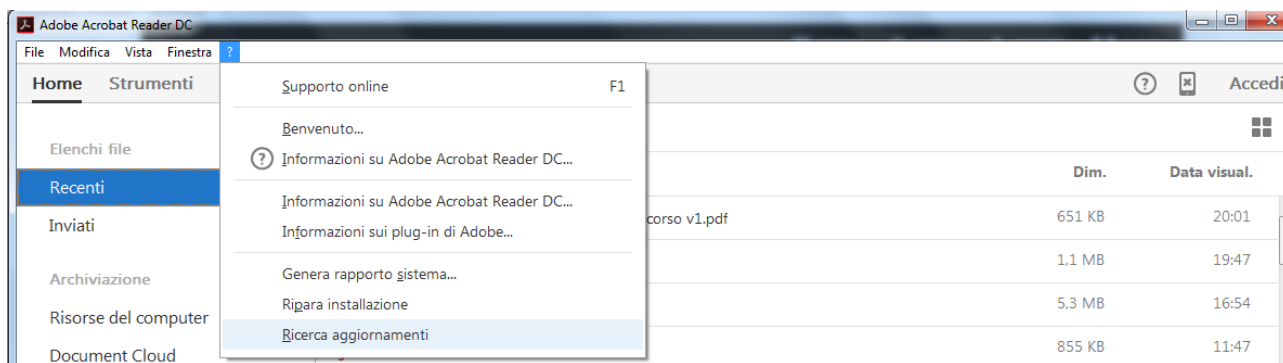 Adobe Acrobat Reader DC
File Modifica Vista Finestra ?
Home Strumenti
Accedi
Supporto online F1
Benvenuto...
Informazioni su Adobe Acrobat Reader DC...
Informazioni su Adobe Acrobat Reader DC...
Informazioni sui plug-in di Adobe...
Genera rapporto sistema...
Ripara installazione
Ricerca aggiornamenti
Elenchi file
Recenti
Inviati
Archiviazione
Risorse del computer
Document Cloud
Dim. Data visual.
corso v1.pdf 651 KB 20:01
1,1 MB 19:47
5,3 MB 16:54
855 KB 11:47